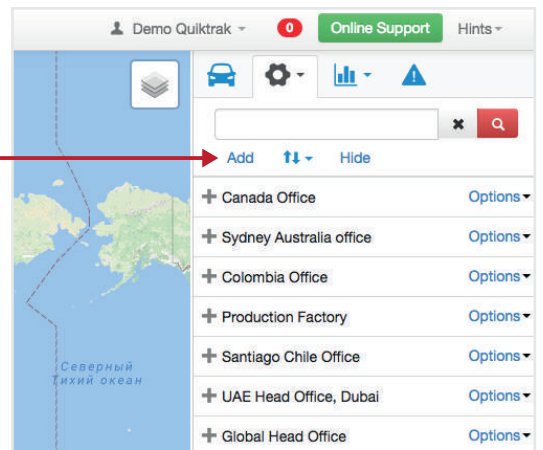 Demo Quiktrak 0 Online Support Hints
Add Hide
Canada Office Options
Sydney Australia office Options
Colombia Office Options
Production Factory Options
Santiago Chile Office Options
UAE Head Office, Dubai Options
Global Head Office Options
Северный
Тихий океан